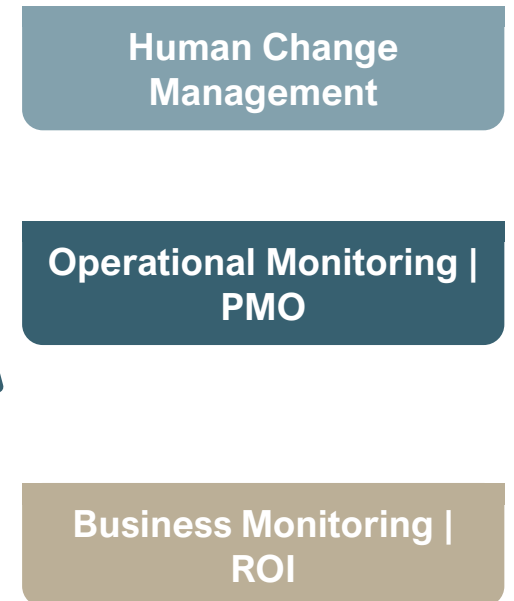 Human Change
Management
Operational Monitoring |
PMO
Business Monitoring |
ROI